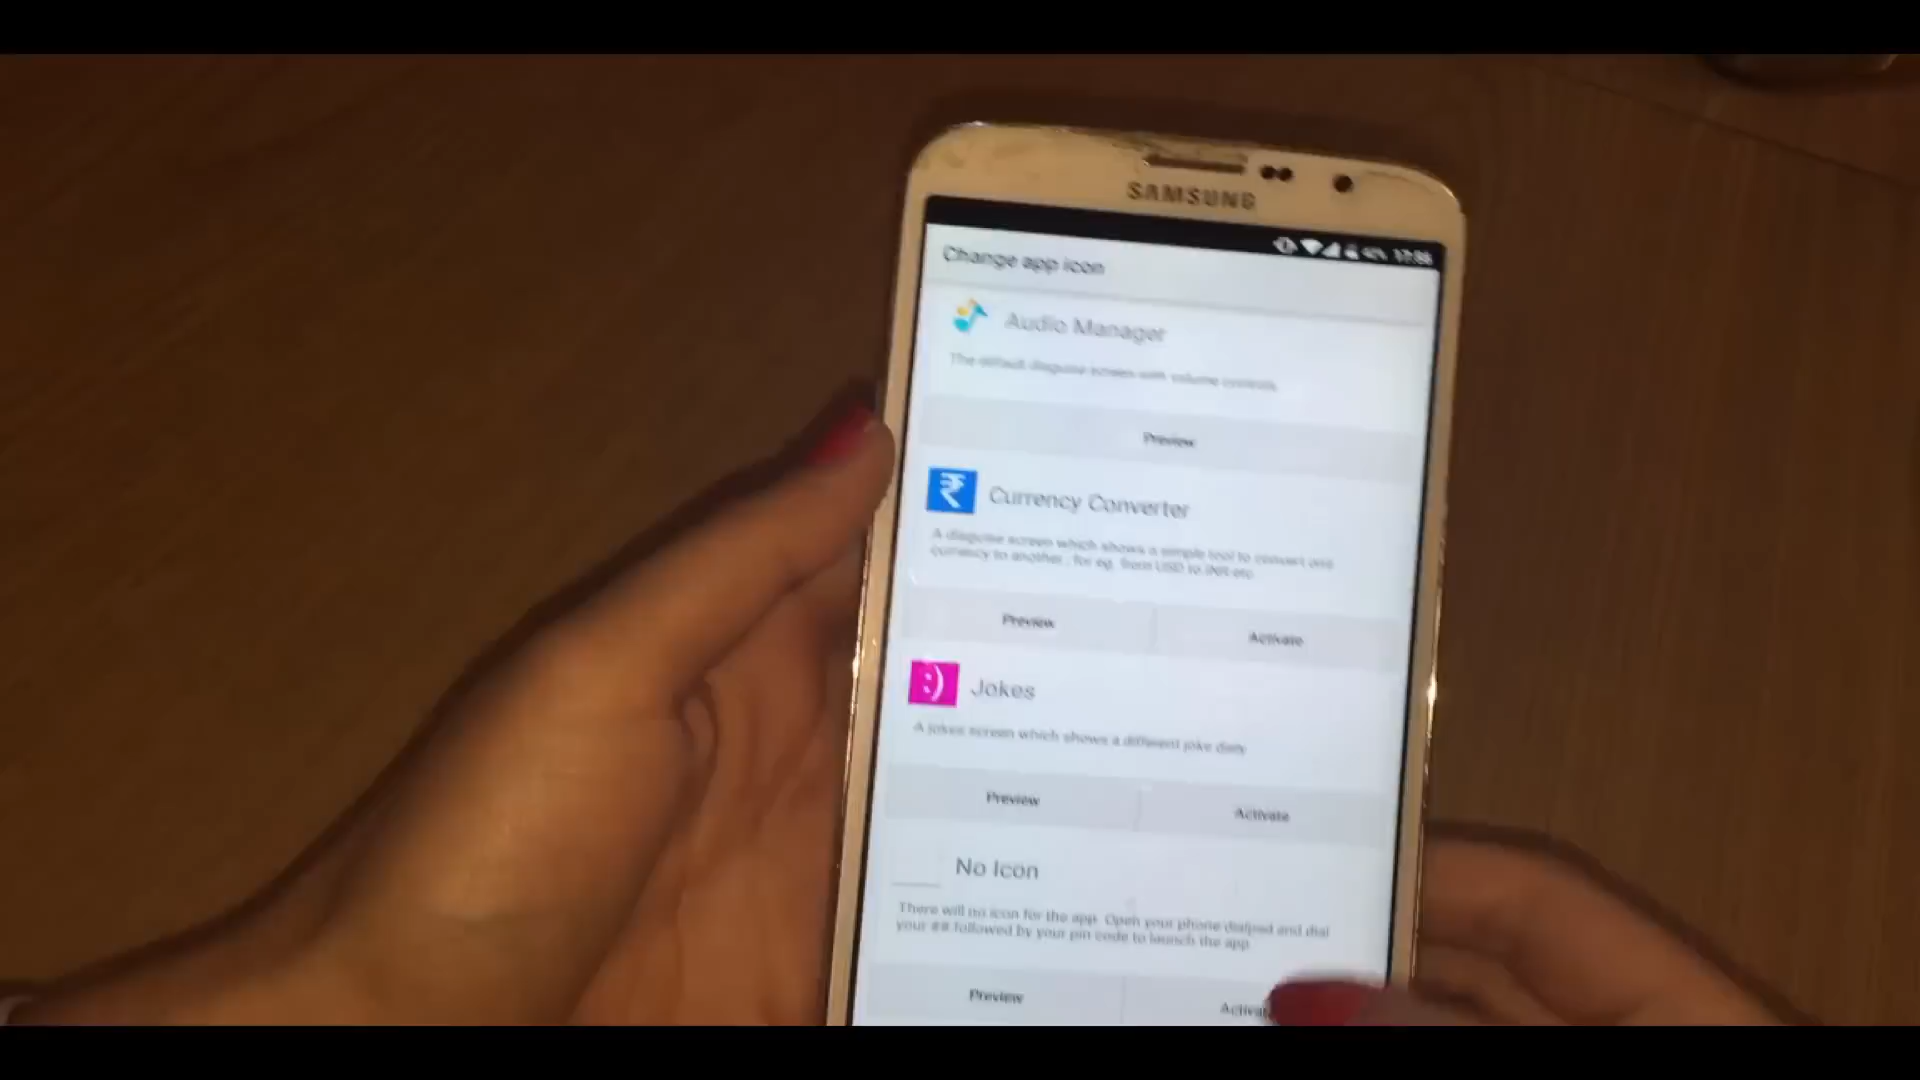 SAMSUNG
Change app icon
Audio Manager
The default disguise screen with volume controls
Preview
Currency Converter
A disguise screen which shows a simple tool to convert one
currency to another , for eg. from USD to INR etc
Preview
Activate
Jokes
A jokes screen which shows a different joke daily
Preview
Activate
No Icon
There will no icon for the app. Open your phone dialpad and dial
your ## followed by your pin code to launch the app
Preview